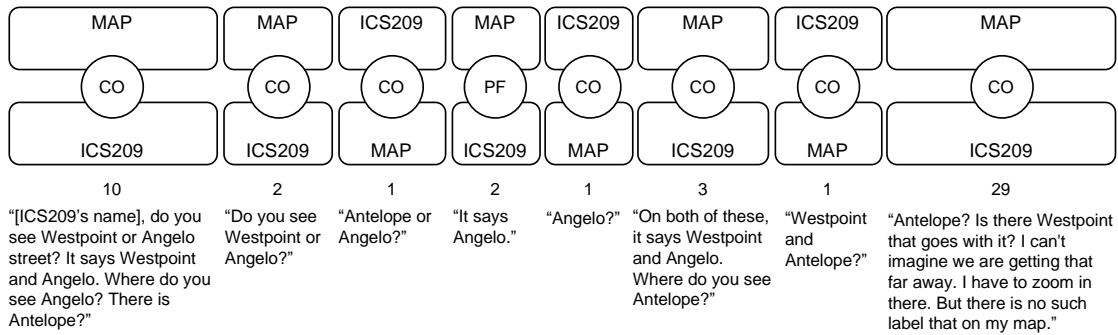 MAP MAP ICS209 MAP ICS209 MAP ICS209 MAP
CO CO CO PF CO CO CO CO
ICS209 ICS209 MAP ICS209 MAP ICS209 MAP ICS209
10 2 1 2 1 3 1 29
“[ICS209’s name], do you
see Westpoint or Angelo
street? It says Westpoint
and Angelo. Where do you
see Angelo? There is
Antelope?”
“Do you see
Westpoint or
Angelo?”
“Antelope or
Angelo?”
“It says
Angelo.”
“Angelo?”
“On both of these,
it says Westpoint
and Angelo.
Where do you see
Antelope?”
“Westpoint
and
Antelope?”
“Antelope? Is there Westpoint
that goes with it? I can't
imagine we are getting that
far away. I have to zoom in
there. But there is no such
label that on my map.”